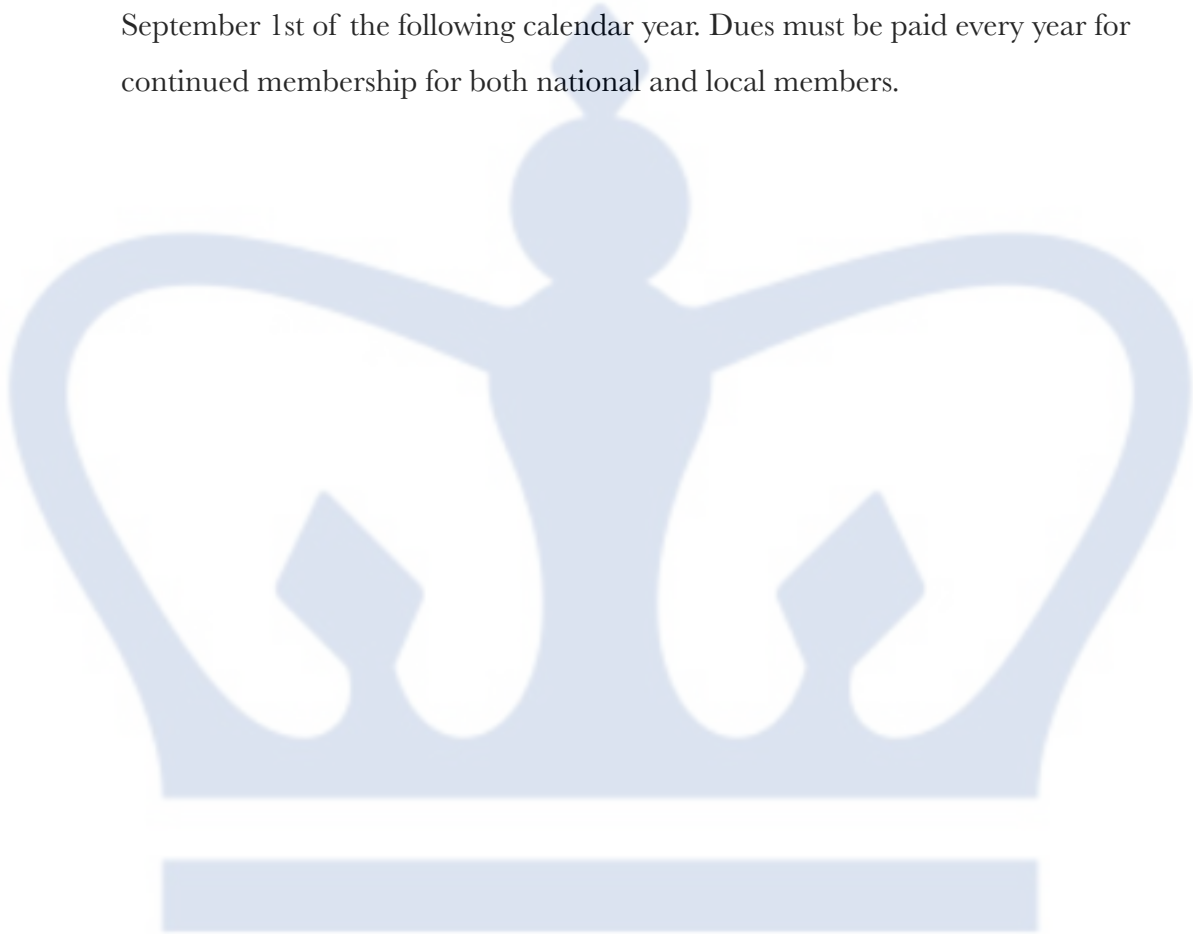 September 1st of the following calendar year. Dues must be paid every year for
continued membership for both national and local members.